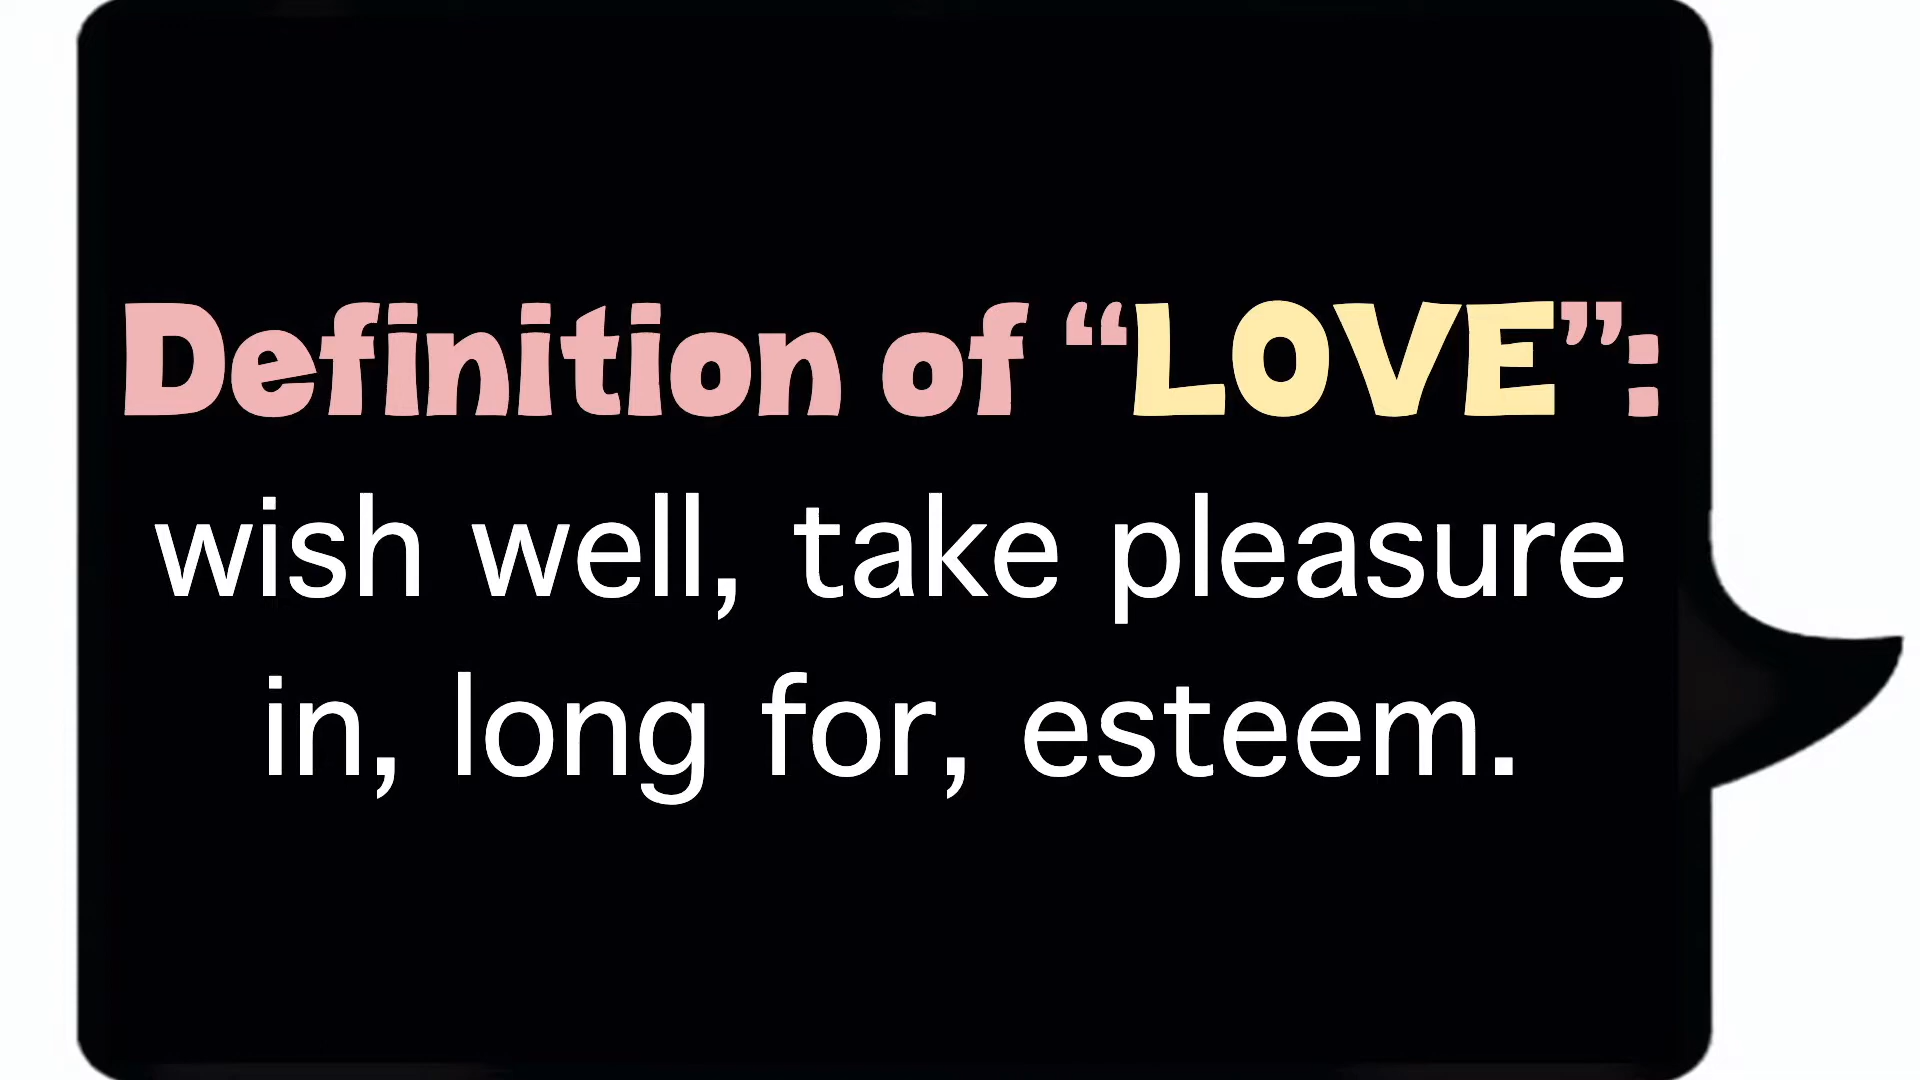 Definition of “LOVE”:
wish well, take pleasure
in, long for, esteem.